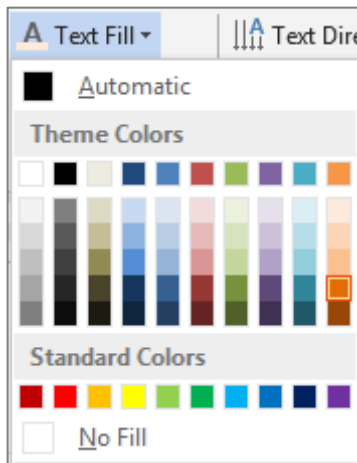 A Text Fill A Text Dire
Automatic
Theme Colors
Standard Colors
No Fill